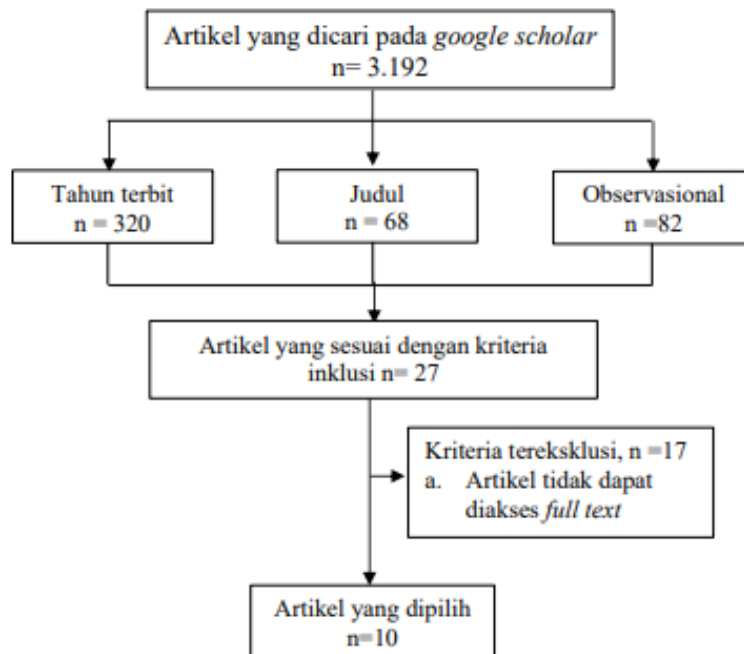 Artikel yang dicari pada google scholar
n= 3.192
Tahun terbit
n = 320
Judul
n = 68
Observasional
n =82
Artikel yang sesuai dengan kriteria
inklusi n= 27
Kriteria tereksklusi, n =17
a. Artikel tidak dapat
diakses full text
Artikel yang dipilih
n=10